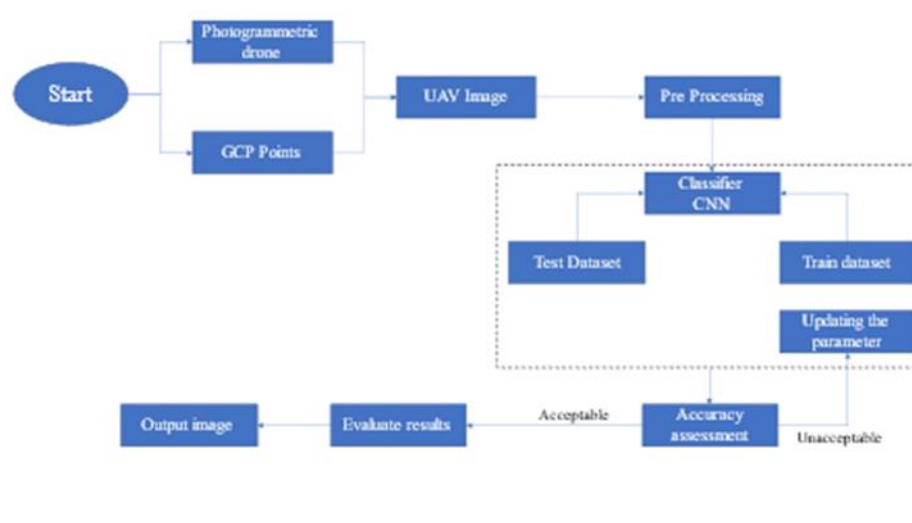 Photogrammetric
drone
Start
UAV Image
Pre Processing
GCP Points
Classifier
CNN
Test Dataset
Train dataset
Updating the
parameter
Output image
Evaluate results
Acceptable
Accuracy
assessment
Unacceptable